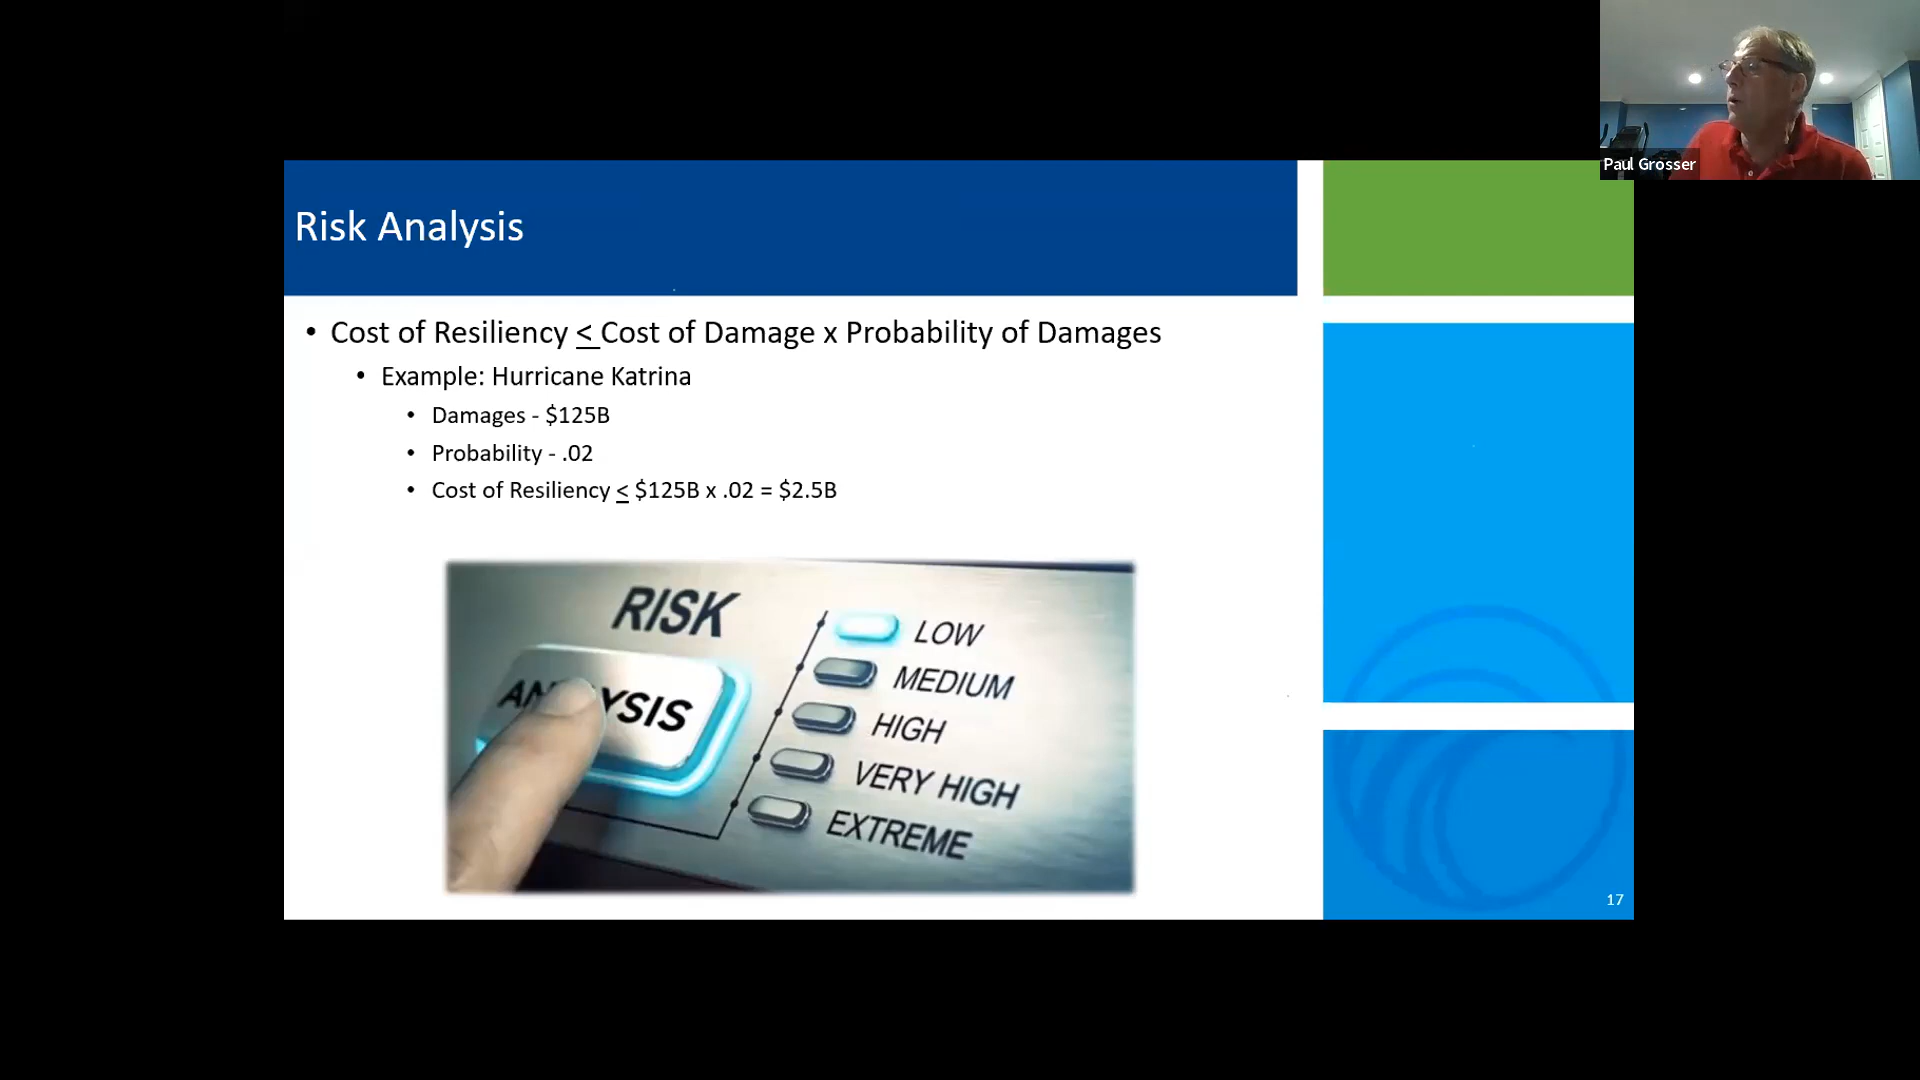 Paul Grosser
Risk Analysis
• Cost of Resiliency ≤ Cost of Damage x Probability of Damages
• Example: Hurricane Katrina
• Damages - $125B
• Probability - .02
• Cost of Resiliency ≤ $125B x .02 = $2.5B
RISK
LOW
MEDIUM
HIGH
VERY HIGH
EXTREME
17